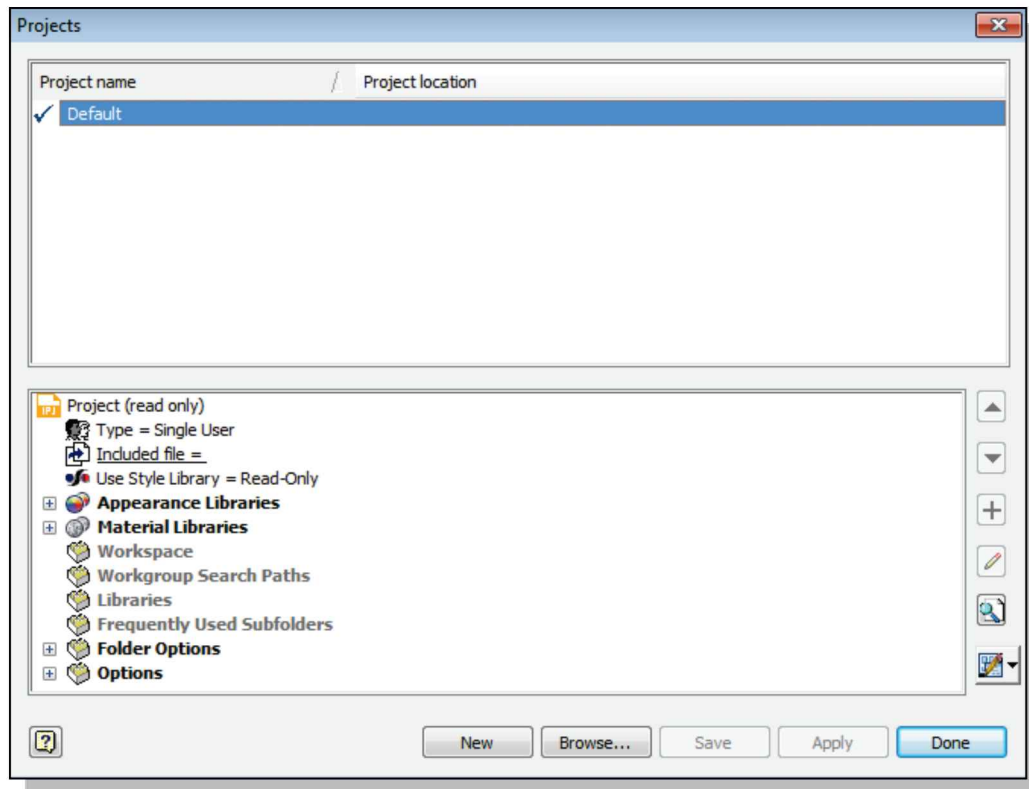 Projects
Project name / Project location
Default
Project (read only)
Type = Single User
Included file =
Use Style Library = Read-Only
Appearance Libraries
Material Libraries
Workspace
Workgroup Search Paths
Libraries
Frequently Used Subfolders
Folder Options
Options
New Browse... Save Apply Done